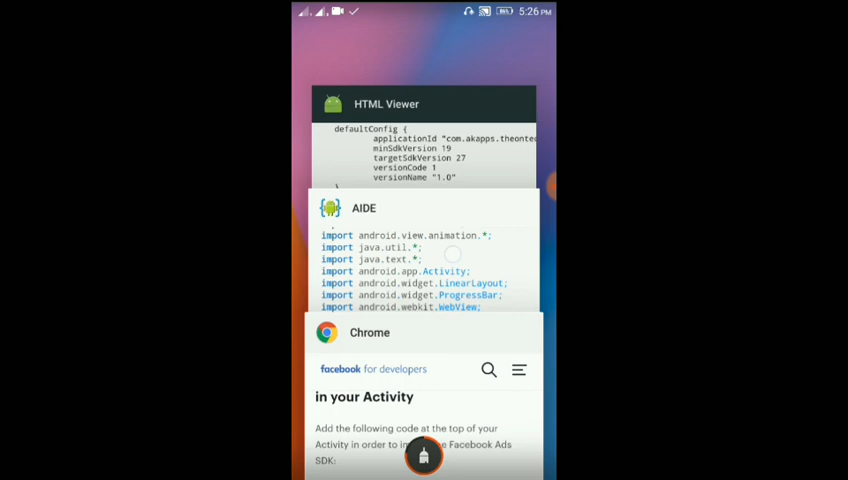 86%
5:26 PM
HTML Viewer
defaultConfig {
applicationId "com.akapps.theontec
minSdkVersion 19
targetSdkVersion 27
versionCode 1
versionName "1.0"
}
AIDE
import android.view.animation.*;
import java.util.*;
import java.text.*;
import android.app.Activity;
import android.widget.LinearLayout;
import android.widget.ProgressBar;
import android.webkit.WebView;
Chrome
facebook for developers
in your Activity
Add the following code at the top of your
Activity in order to Facebook Ads
SDK: